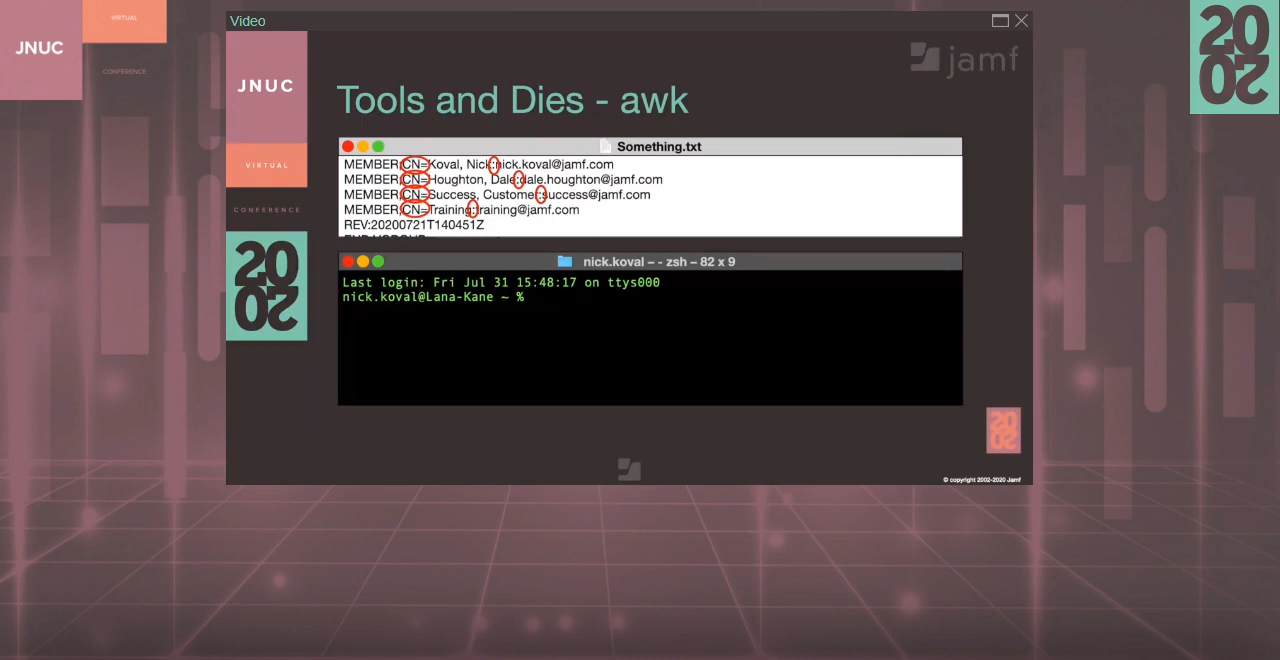 JNUC
VIRTUAL
CONFERENCE
2020
Video
JNUC
VIRTUAL
CONFERENCE
2020
jamf
Tools and Dies - awk
Something.txt
MEMBER;CN=Koval, Nick:nick.koval@jamf.com
MEMBER;CN=Houghton, Dale:dale.houghton@jamf.com
MEMBER;CN=Success, Customer:success@jamf.com
MEMBER;CN=Training:training@jamf.com
REV:20200721T140451Z
nick.koval – - zsh – 82 x 9
Last login: Fri Jul 31 15:48:17 on ttys000
nick.koval@Lana-Kane ~ %
2020
© copyright 2002-2020 Jamf